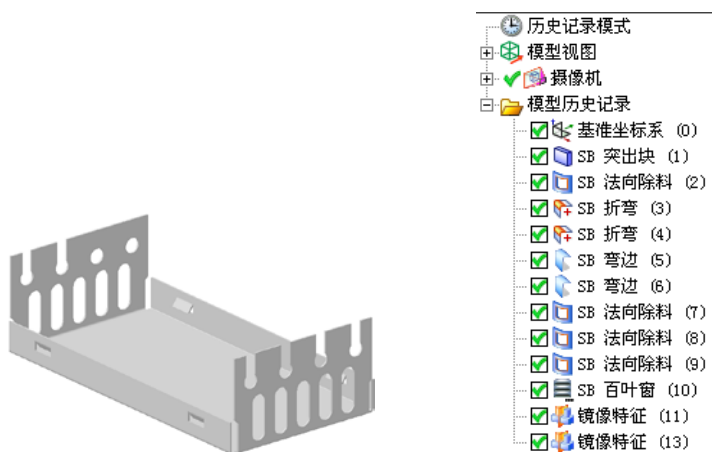 历史记录模式
模型视图
摄像机
模型历史记录
基准坐标系 (0)
SB 突出块 (1)
SB 法向除料 (2)
SB 折弯 (3)
SB 折弯 (4)
SB 弯边 (5)
SB 弯边 (6)
SB 法向除料 (7)
SB 法向除料 (8)
SB 法向除料 (9)
SB 百叶窗 (10)
镜像特征 (11)
镜像特征 (13)